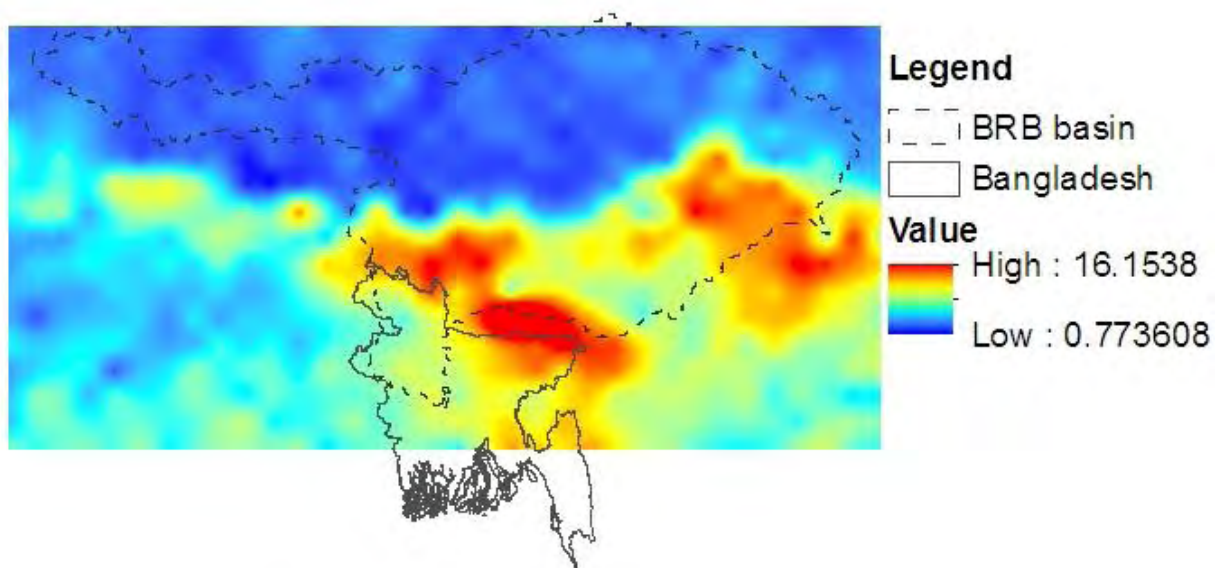 Legend
BRB basin
Bangladesh
Value
High : 16.1538
Low : 0.773608